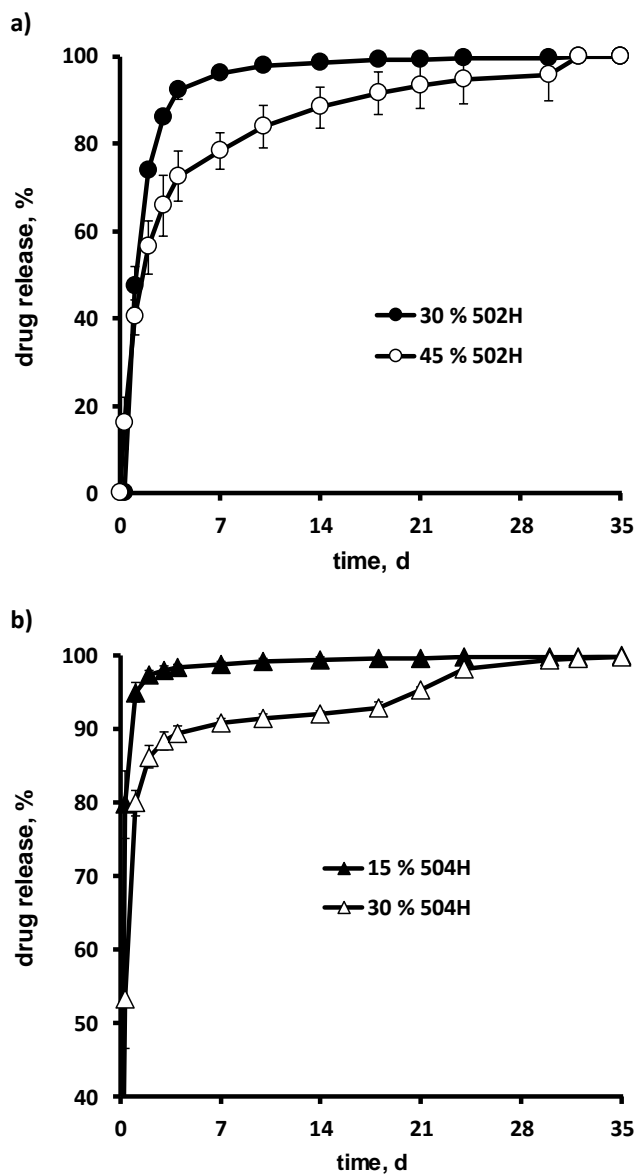 a)
100
80
60
40
20
0
drug release, %
30 % 502H
45 % 502H
0 7 14 21 28 35
time, d
b)
100
90
80
70
60
50
40
drug release, %
15 % 504H
30 % 504H
0 7 14 21 28 35
time, d